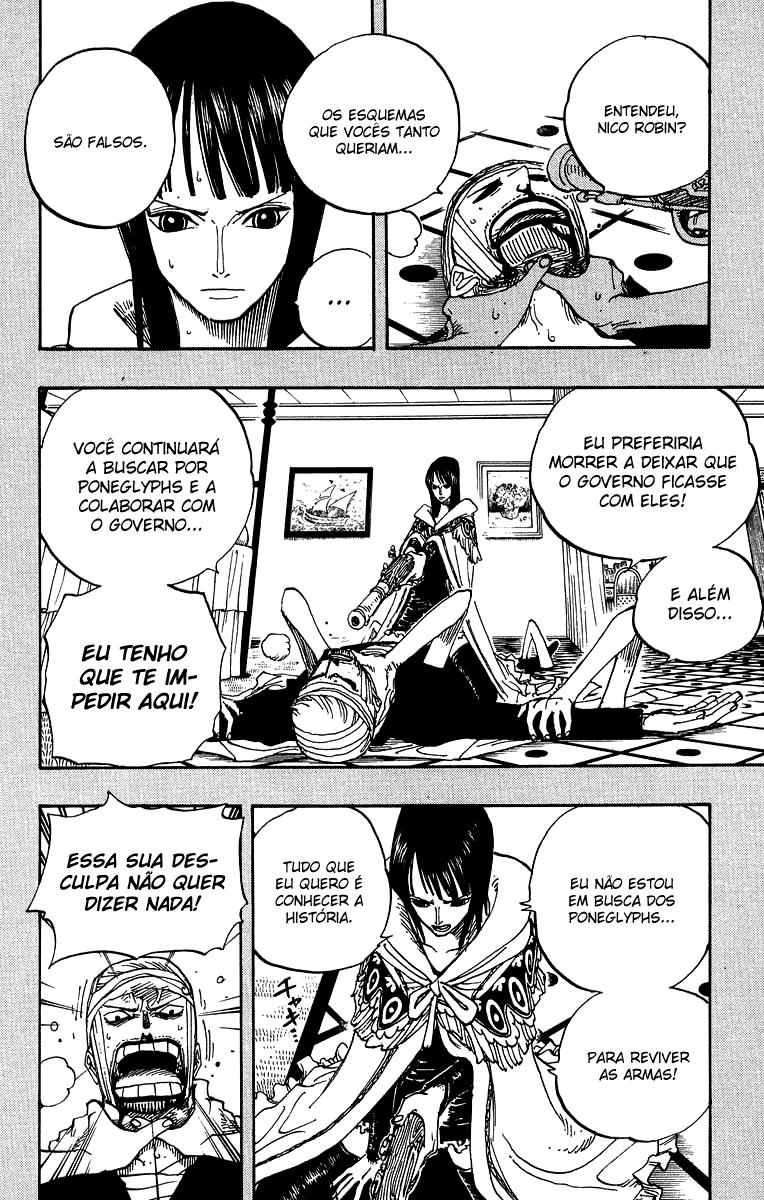 ENTENDEU,
NICO ROBIN?
OS ESQUEMAS
QUE VOCÊS TANTO
QUERIAM...
SÃO FALSOS.
...
EU PREFERIRIA
MORRER A DEIXAR QUE
O GOVERNO FICASSE
COM ELES!
E ALÉM
DISSO...
VOCÊ CONTINUARÁ
A BUSCAR POR
PONEGLYPHS E A
COLABORAR COM
O GOVERNO...
EU TENHO
QUE TE IM-
PEDIR AQUI!
EU NÃO ESTOU
EM BUSCA DOS
PONEGLYPHS...
PARA REVIVER
AS ARMAS!
TUDO QUE
EU QUERO É
CONHECER A
HISTÓRIA.
チャキ
ESSA SUA DES-
CULPA NÃO QUER
DIZER NADA!